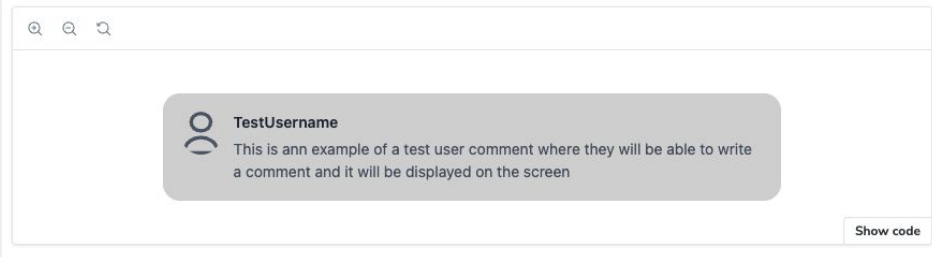 TestUsername
This is ann example of a test user comment where they will be able to write
a comment and it will be displayed on the screen
Show code